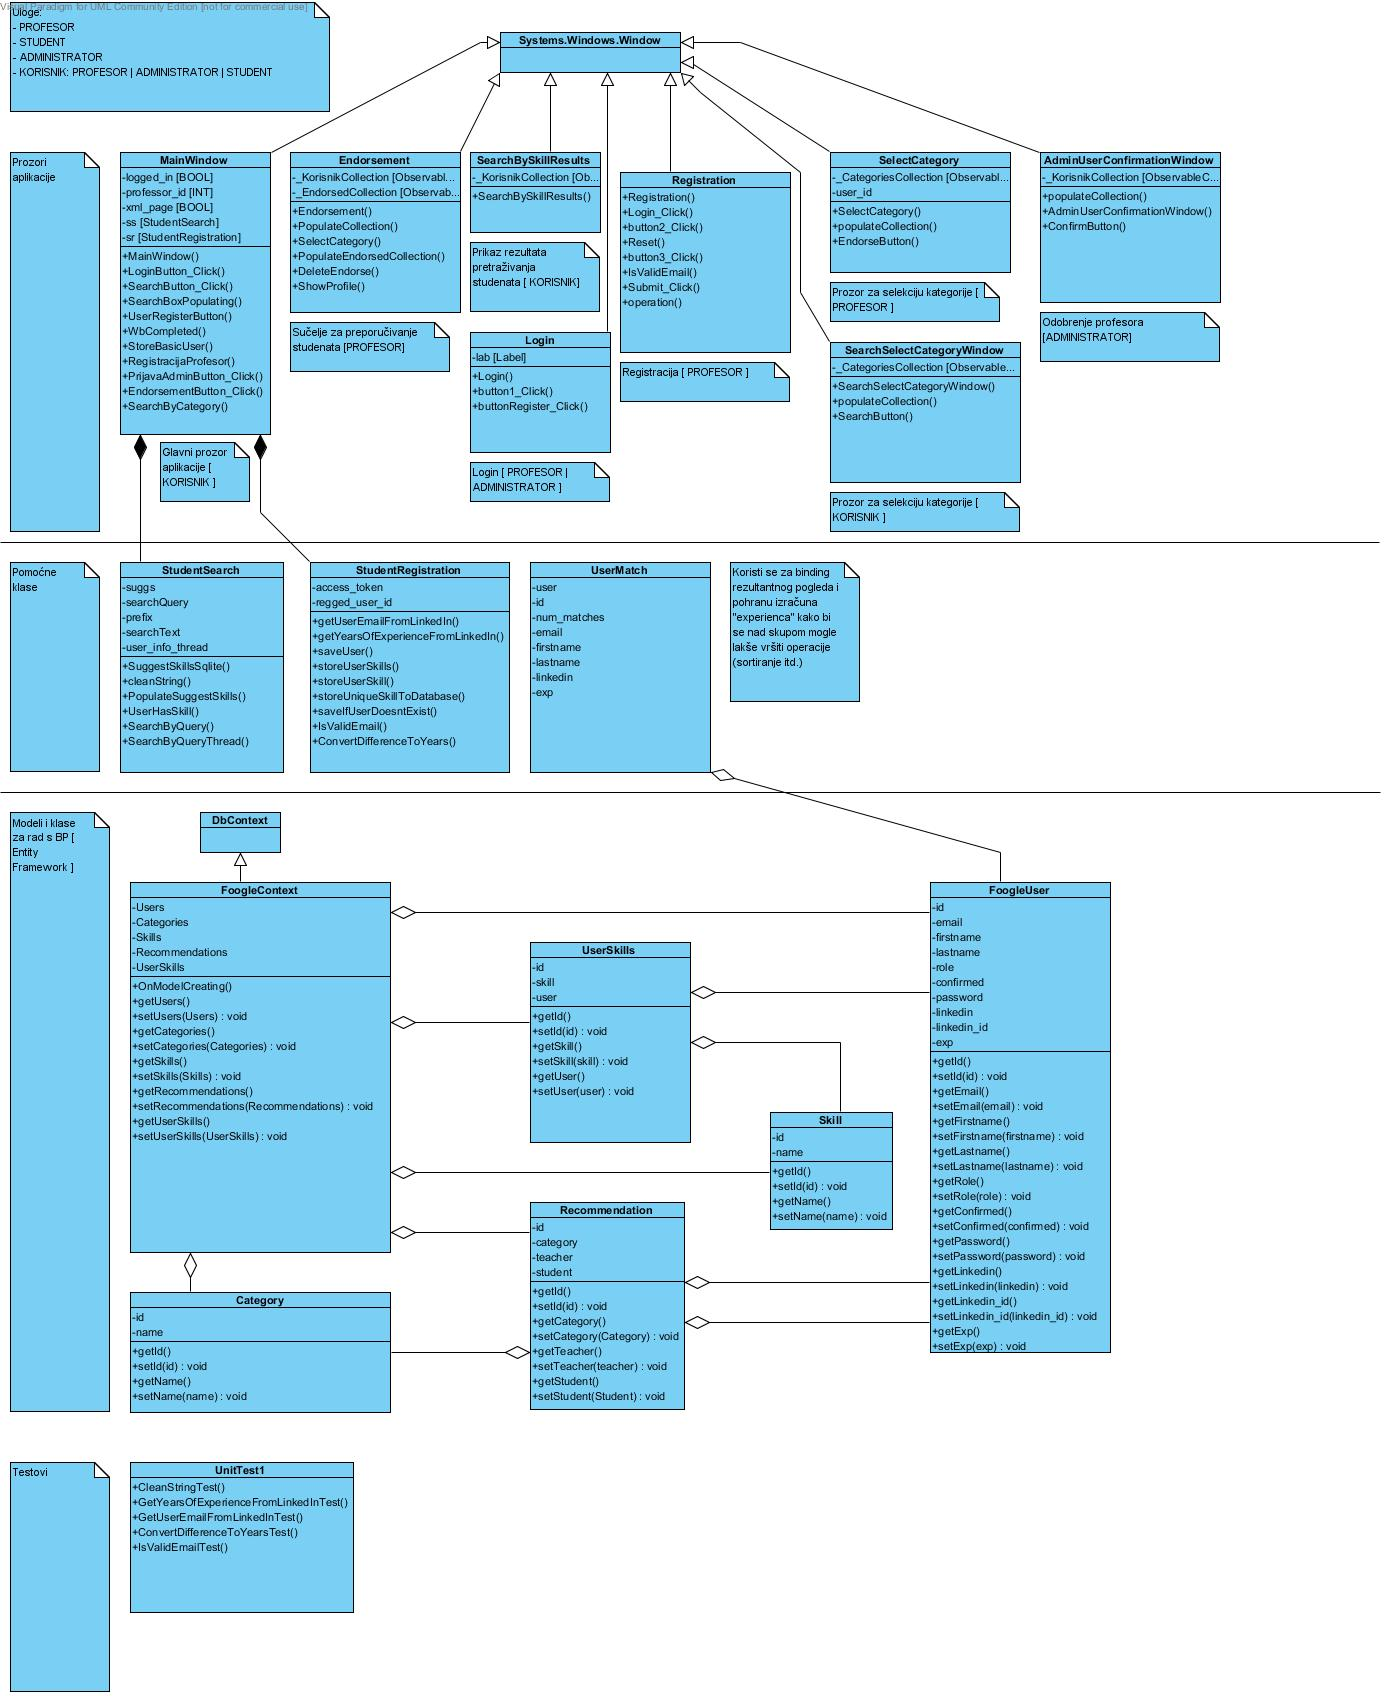 Visual Paradigm for UML Community Edition [not for commercial use]
Uloge:
- PROFESOR
- STUDENT
- ADMINISTRATOR
- KORISNIK: PROFESOR | ADMINISTRATOR | STUDENT
Systems.Windows.Window
Prozori
aplikacije
MainWindow
-logged_in [BOOL]
-professor_id [INT]
-xml_page [BOOL]
-ss [StudentSearch]
-sr [StudentRegistration]
+MainWindow()
+LoginButton_Click()
+SearchButton_Click()
+SearchBoxPopulating()
+UserRegisterButton()
+WbCompleted()
+StoreBasicUser()
+RegistracijaProfesor()
+PrijavaAdminButton_Click()
+EndorsementButton_Click()
+SearchByCategory()
Glavni prozor
aplikacije [
KORISNIK ]
Endorsement
-_KorisnikCollection [Observabl...
-_EndorsedCollection [Observab...
+Endorsement()
+PopulateCollection()
+SelectCategory()
+PopulateEndorsedCollection()
+DeleteEndorse()
+ShowProfile()
Sučelje za preporučivanje
studenata [PROFESOR]
SearchBySkillResults
-_KorisnikCollection [Ob...
+SearchBySkillResults()
Prikaz rezultata
pretraživanja
studenata [ KORISNIK]
Login
-lab [Label]
+Login()
+button1_Click()
+buttonRegister_Click()
Login [ PROFESOR |
ADMINISTRATOR ]
Registration
+Registration()
+Login_Click()
+button2_Click()
+Reset()
+button3_Click()
+IsValidEmail()
+Submit_Click()
+operation()
Registracija [ PROFESOR ]
SelectCategory
-_CategoriesCollection [Observabl...
-user_id
+SelectCategory()
+populateCollection()
+EndorseButton()
Prozor za selekciju kategorije [
PROFESOR ]
SearchSelectCategoryWindow
-_CategoriesCollection [Observable...
+SearchSelectCategoryWindow()
+populateCollection()
+SearchButton()
Prozor za selekciju kategorije [
KORISNIK ]
AdminUserConfirmationWindow
-_KorisnikCollection [ObservableC...
+populateCollection()
+AdminUserConfirmationWindow()
+ConfirmButton()
Odobrenje profesora
[ADMINISTRATOR]
Pomoćne
klase
StudentSearch
-suggs
-searchQuery
-prefix
-searchText
-user_info_thread
+SuggestSkillsSqlite()
+cleanString()
+PopulateSuggestSkills()
+UserHasSkill()
+SearchByQuery()
+SearchByQueryThread()
StudentRegistration
-access_token
-regged_user_id
+getUserEmailFromLinkedIn()
+getYearsOfExperienceFromLinkedIn()
+saveUser()
+storeUserSkills()
+storeUserSkill()
+storeUniqueSkillToDatabase()
+saveIfUserDoesntExist()
+IsValidEmail()
+ConvertDifferenceToYears()
UserMatch
-user
-id
-num_matches
-email
-firstname
-lastname
-linkedin
-exp
Koristi se za binding
rezultantnog pogleda i
pohranu izračuna
"experienca" kako bi
se nad skupom mogle
lakše vršiti operacije
(sortiranje itd.)
Modeli i klase
za rad s BP [
Entity
Framework ]
DbContext
FoogleContext
-Users
-Categories
-Skills
-Recommendations
-UserSkills
+OnModelCreating()
+getUsers()
+setUsers(Users) : void
+getCategories()
+setCategories(Categories) : void
+getSkills()
+setSkills(Skills) : void
+getRecommendations()
+setRecommendations(Recommendations) : void
+getUserSkills()
+setUserSkills(UserSkills) : void
UserSkills
-id
-skill
-user
+getId()
+setId(id) : void
+getSkill()
+setSkill(skill) : void
+getUser()
+setUser(user) : void
Skill
-id
-name
+getId()
+setId(id) : void
+getName()
+setName(name) : void
FoogleUser
-id
-email
-firstname
-lastname
-role
-confirmed
-password
-linkedin
-linkedin_id
-exp
+getId()
+setId(id) : void
+getEmail()
+setEmail(email) : void
+getFirstname()
+setFirstname(firstname) : void
+getLastname()
+setLastname(lastname) : void
+getRole()
+setRole(role) : void
+getConfirmed()
+setConfirmed(confirmed) : void
+getPassword()
+setPassword(password) : void
+getLinkedin()
+setLinkedin(linkedin) : void
+getLinkedin_id()
+setLinkedin_id(linkedin_id) : void
+getExp()
+setExp(exp) : void
Recommendation
-id
-category
-teacher
-student
+getId()
+setId(id) : void
+getCategory()
+setCategory(Category) : void
+getTeacher()
+setTeacher(teacher) : void
+getStudent()
+setStudent(Student) : void
Category
-id
-name
+getId()
+setId(id) : void
+getName()
+setName(name) : void
Testovi
UnitTest1
+CleanStringTest()
+GetYearsOfExperienceFromLinkedInTest()
+GetUserEmailFromLinkedInTest()
+ConvertDifferenceToYearsTest()
+IsValidEmailTest()